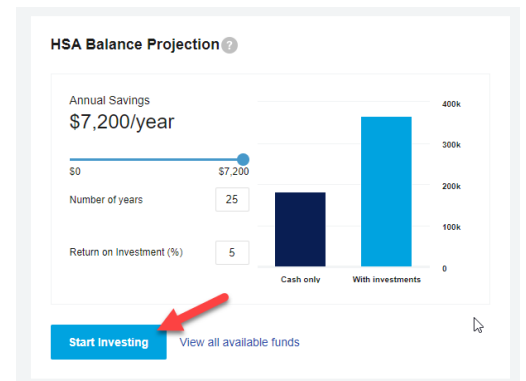 HSA Balance Projection ?
Annual Savings
$7,200/year
$0 $7,200
Number of years 25
Return on Investment (%) 5
400k
300k
200k
100k
0
Cash only With investments
Start Investing View all available funds